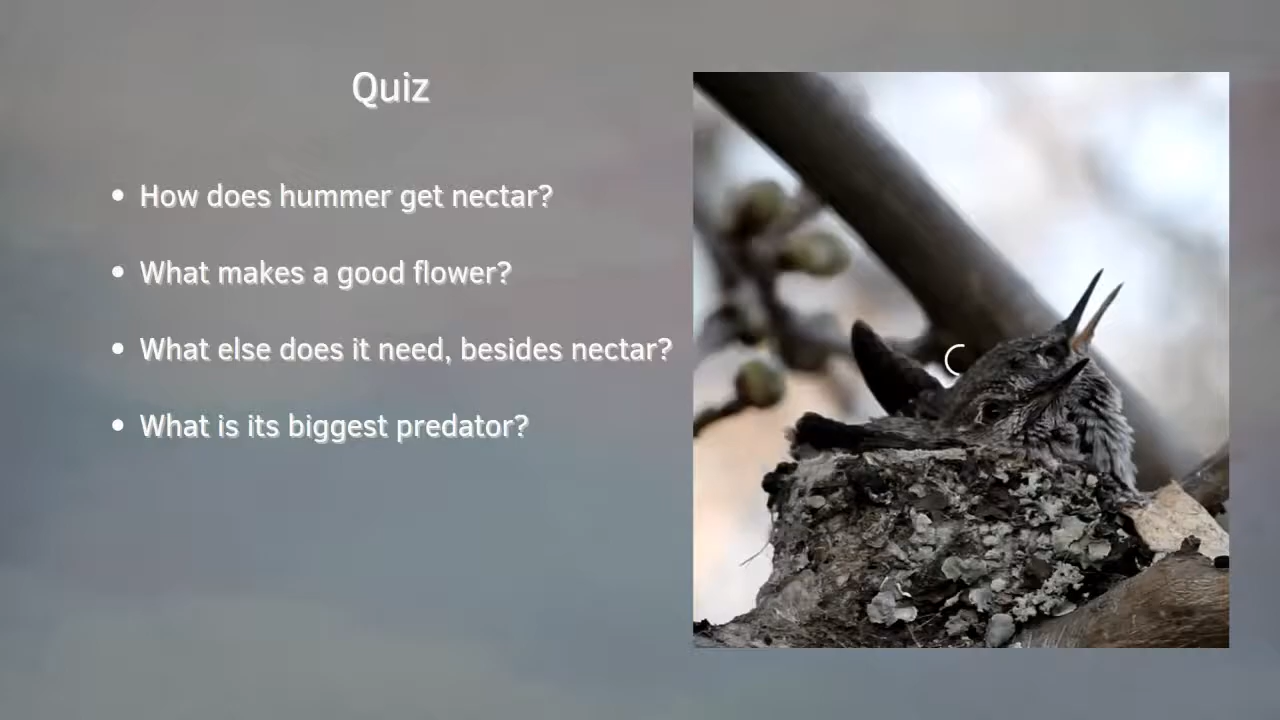 Quiz
• How does hummer get nectar?
• What makes a good flower?
• What else does it need, besides nectar?
• What is its biggest predator?